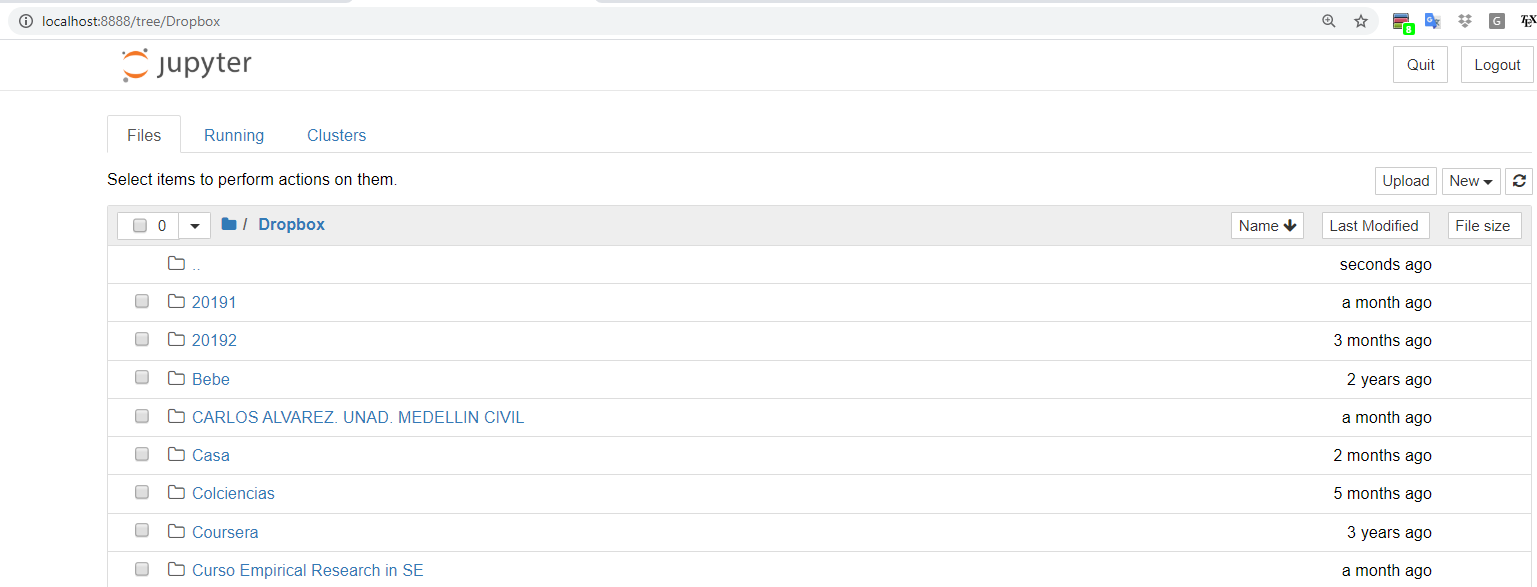 localhost:8888/tree/Dropbox
8 G TEX
jupyter Quit Logout
Files Running Clusters
Select items to perform actions on them. Upload New
0 / Dropbox Name Last Modified File size
.. seconds ago
20191 a month ago
20192 3 months ago
Bebe 2 years ago
CARLOS ALVAREZ. UNAD. MEDELLIN CIVIL a month ago
Casa 2 months ago
Colciencias 5 months ago
Coursera 3 years ago
Curso Empirical Research in SE a month ago